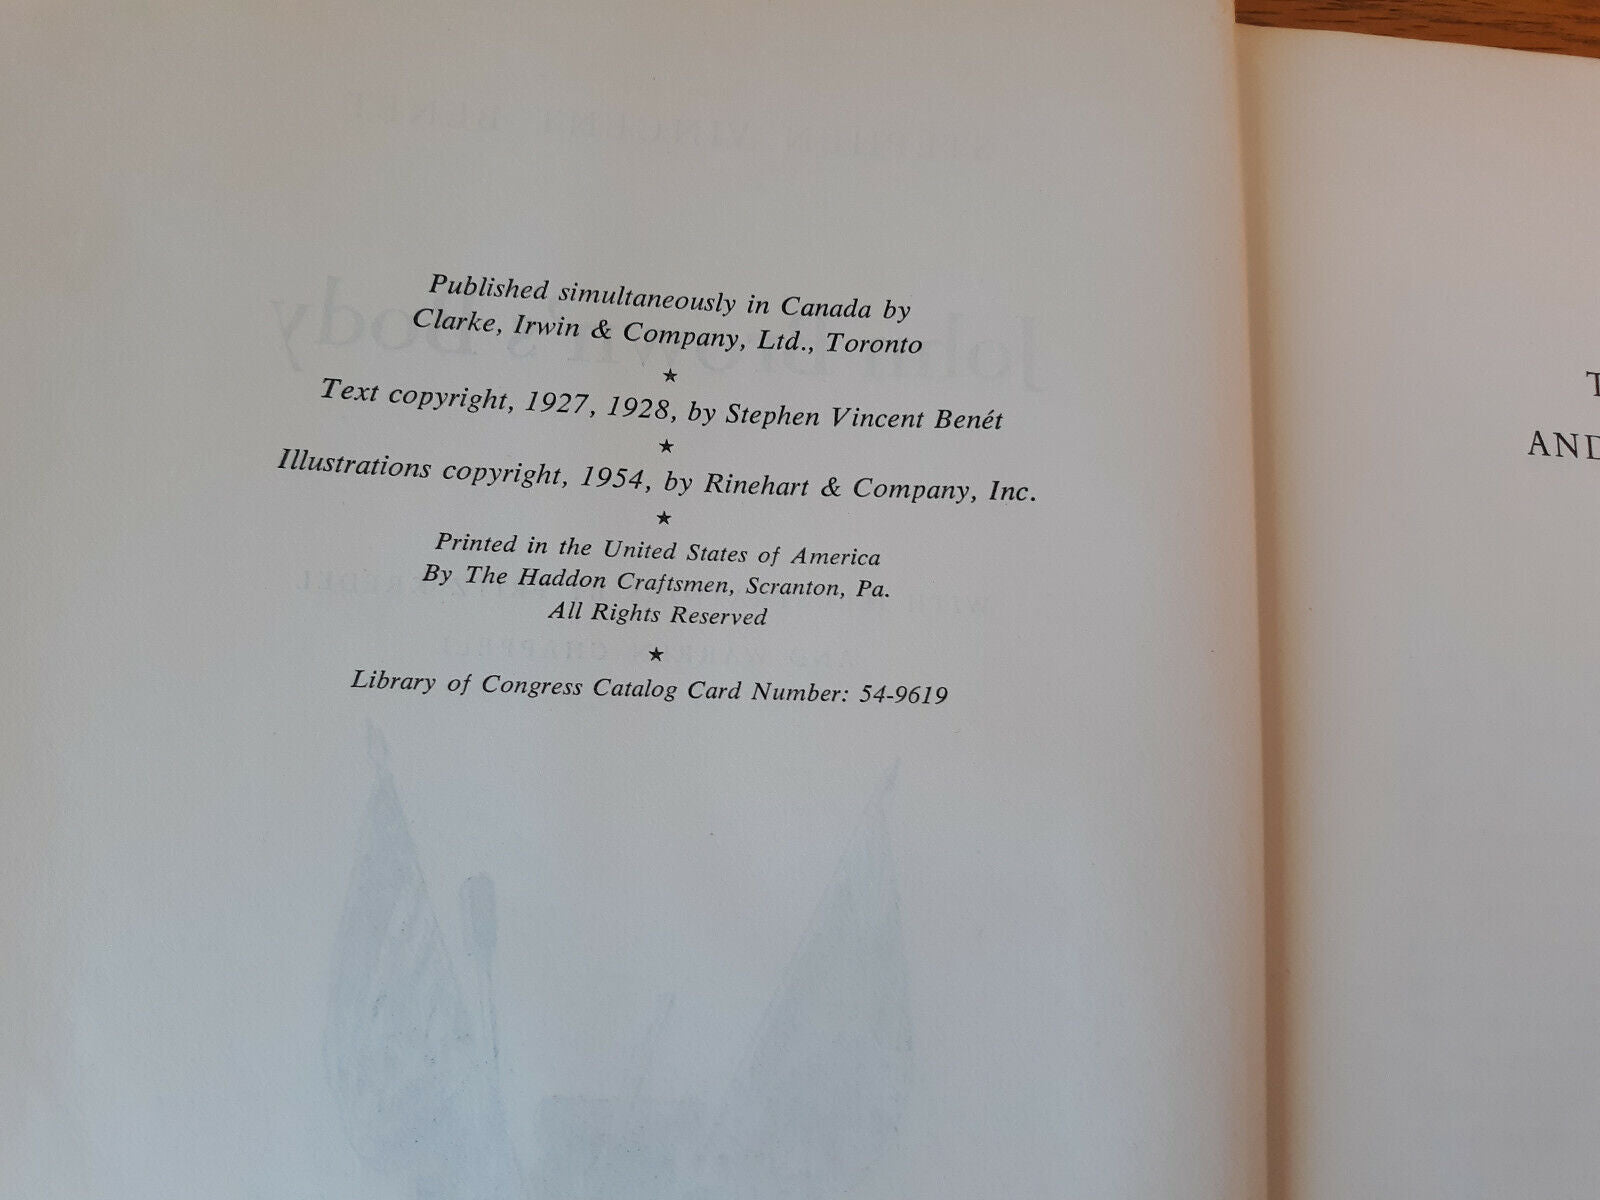 Published simultaneously in Canada by
Clarke, Irwin & Company, Ltd., Toronto
★
Text copyright, 1927, 1928, by Stephen Vincent Benét
★
Illustrations copyright, 1954, by Rinehart & Company, Inc.
★
Printed in the United States of America
By The Haddon Craftsmen, Scranton, Pa.
All Rights Reserved
★
Library of Congress Catalog Card Number: 54-9619
T
AND